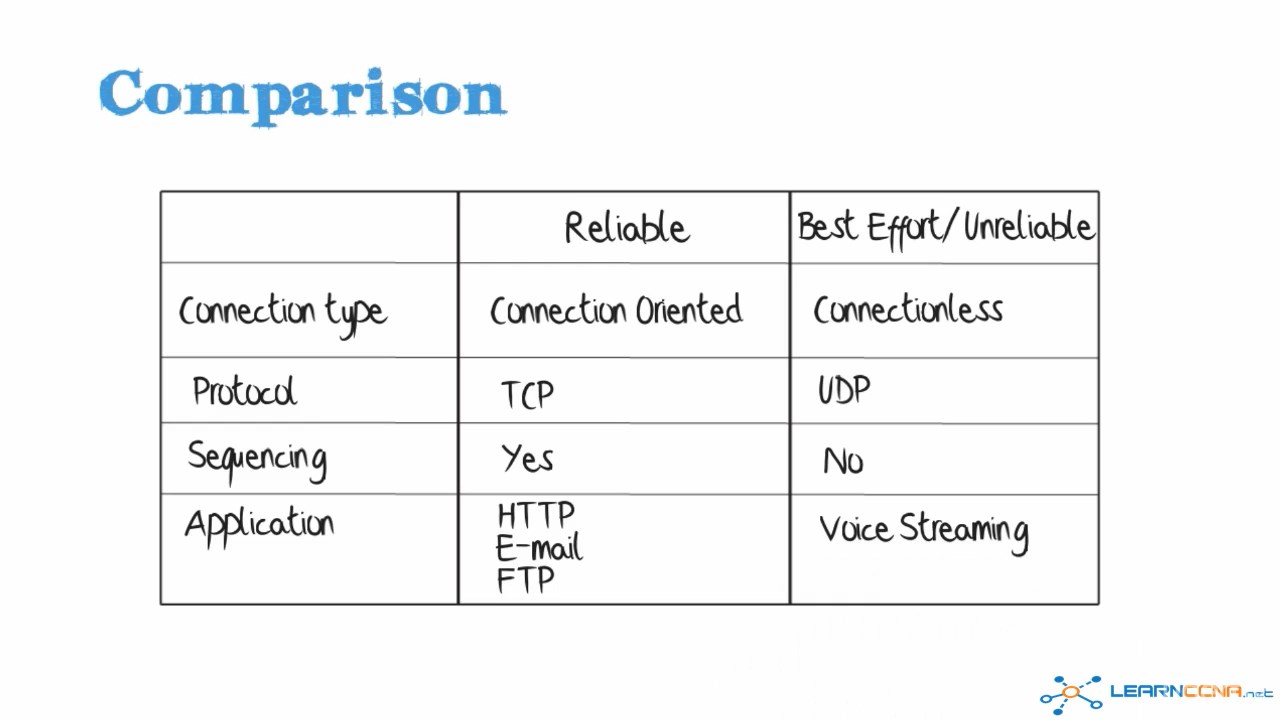 Comparison
Reliable Best Effort/Unreliable
Connection type Connection Oriented Connectionless
Protocol TCP UDP
Sequencing Yes No
Application HTTP Voice Streaming
E-mail
FTP
LEARNCCNA.net